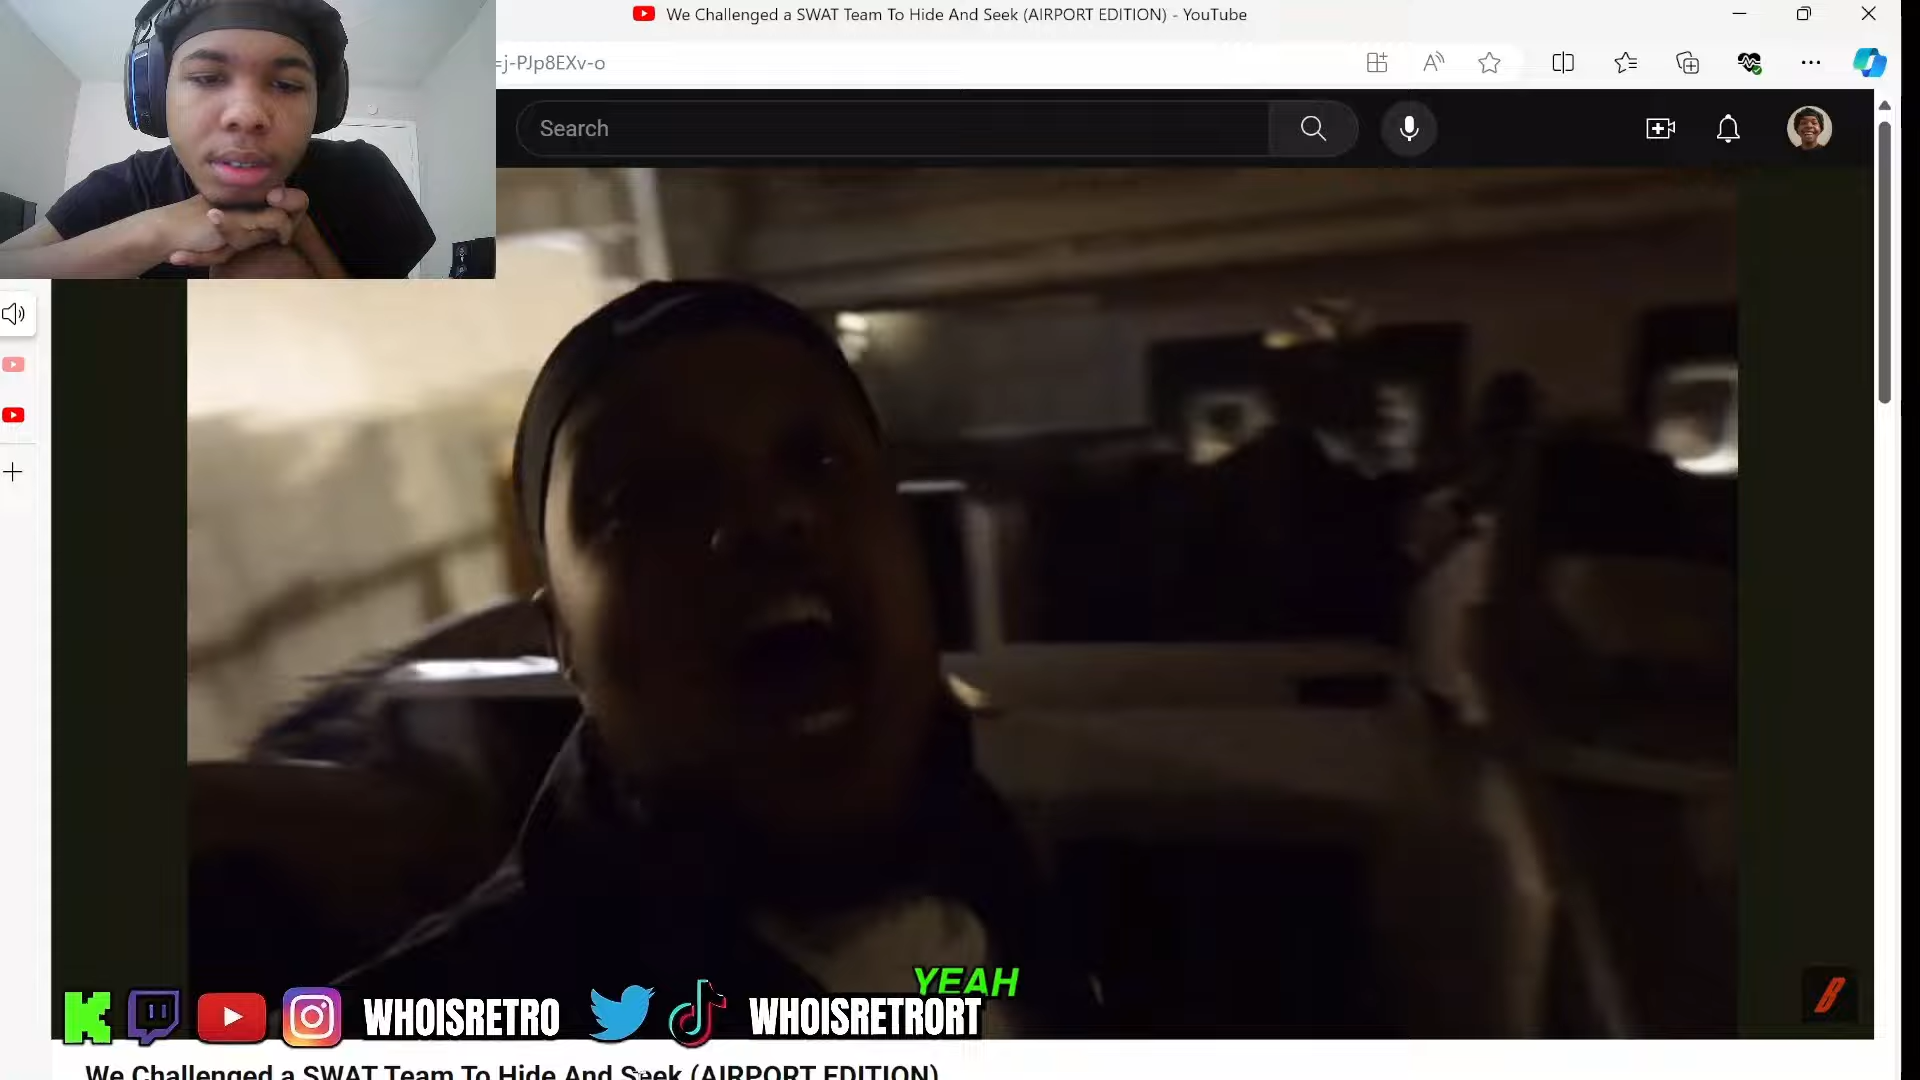 We Challenged a SWAT Team To Hide And Seek (AIRPORT EDITION) - YouTube
=j-PJp8EXv-o
Search
YEAH
WHOISRETRO
WHOISRETRORT
We Challenged a SWAT Team To Hide And Seek (AIRPORT EDITION)